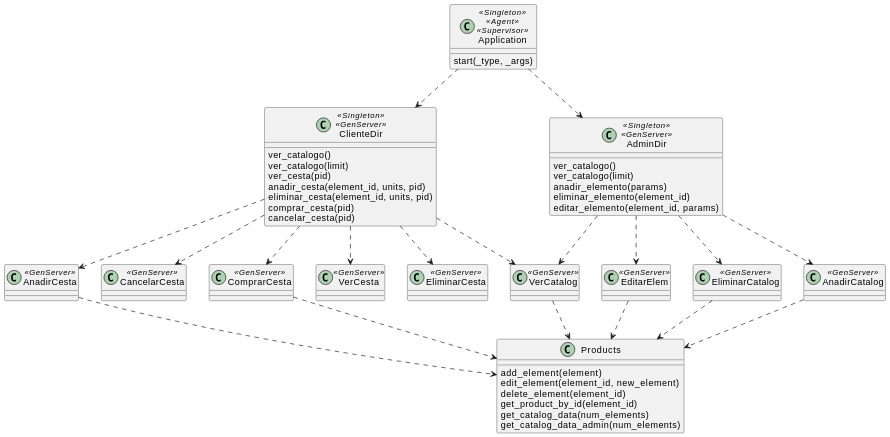 «Singleton»
«Agent»
«Supervisor»
C Application
start(_type, _args)
«Singleton»
«GenServer»
C ClienteDir
ver_catalogo()
ver_catalogo(limit)
ver_cesta(pid)
anadir_cesta(element_id, units, pid)
eliminar_cesta(element_id, units, pid)
comprar_cesta(pid)
cancelar_cesta(pid)
«Singleton»
«GenServer»
C AdminDir
ver_catalogo()
ver_catalogo(limit)
anadir_elemento(params)
eliminar_elemento(element_id)
editar_elemento(element_id, params)
«GenServer»
C AnadirCesta
«GenServer»
C CancelarCesta
«GenServer»
C ComprarCesta
«GenServer»
C VerCesta
«GenServer»
C EliminarCesta
«GenServer»
C VerCatalog
«GenServer»
C EditarElem
«GenServer»
C EliminarCatalog
«GenServer»
C AnadirCatalog
C Products
add_element(element)
edit_element(element_id, new_element)
delete_element(element_id)
get_product_by_id(element_id)
get_catalog_data(num_elements)
get_catalog_data_admin(num_elements)